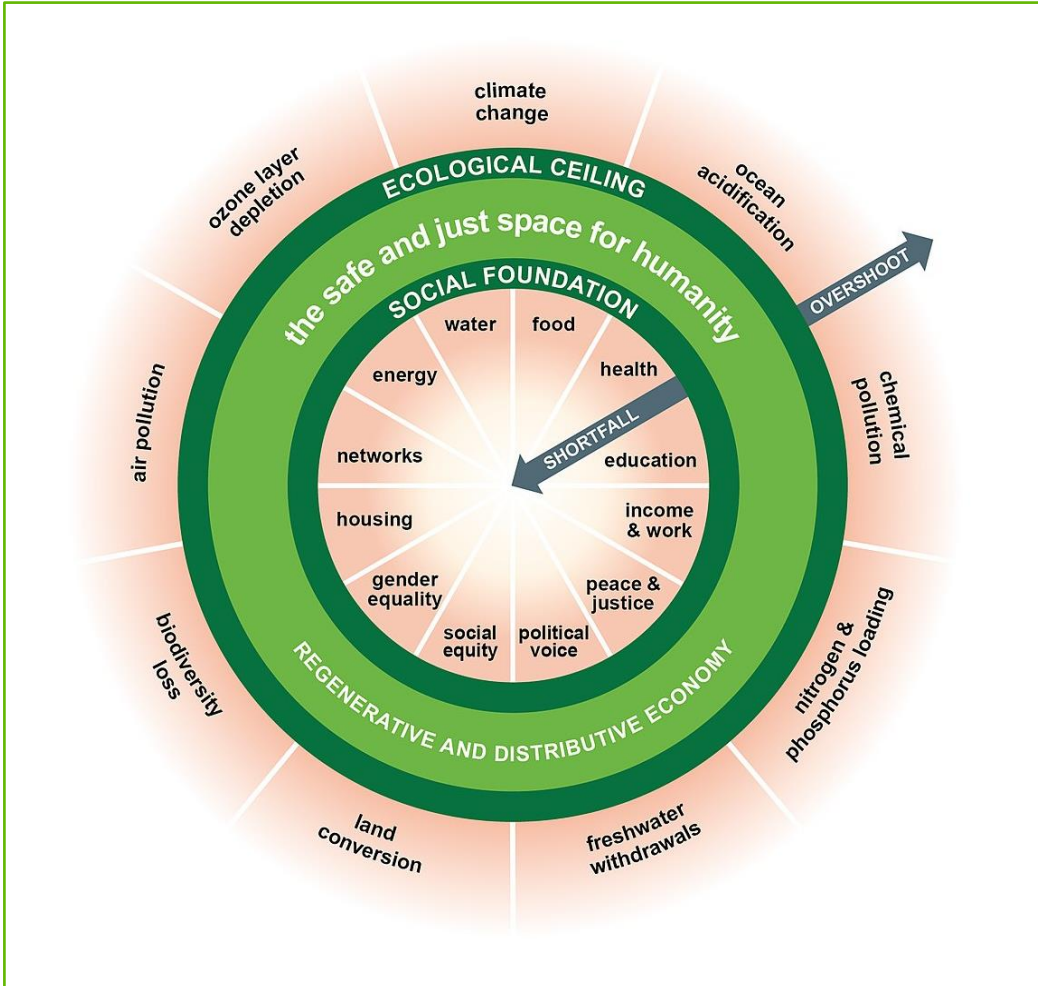 climate
change
ocean
acidification
OVERSHOOT
chemical
pollution
nitrogen &
phosphorus loading
freshwater
withdrawals
land
conversion
biodiversity
loss
air pollution
ozone layer
depletion
ECOLOGICAL CEILING
the safe and just space for humanity
SOCIAL FOUNDATION
water
food
health
SHORTFALL
education
income
& work
peace &
justice
political
voice
social
equity
gender
equality
housing
networks
energy
REGENERATIVE AND DISTRIBUTIVE ECONOMY